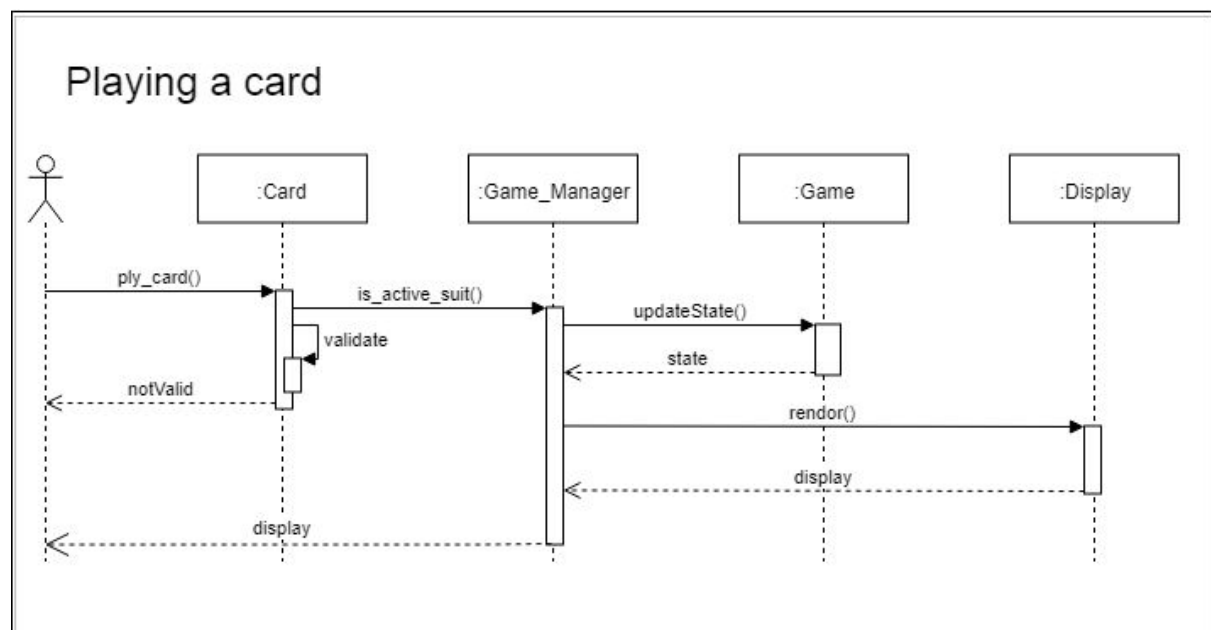 Playing a card
:Card
:Game_Manager
:Game
:Display
ply_card()
is_active_suit()
updateState()
validate
state
notValid
rendor()
display
display